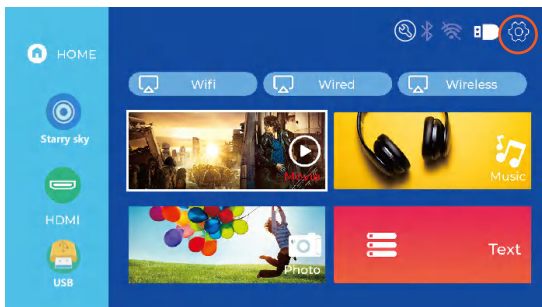 HOME
Wifi
Wired
Wireless
Starry sky
Movie
Music
HDMI
Photo
Text
USB